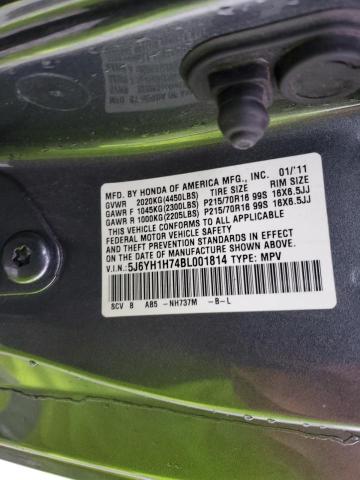 MFD. BY HONDA OF AMERICA MFG., INC. 01/'11
GVWR 2020KG(4450LBS) TIRE SIZE RIM SIZE
GAWR F 1045KG(2300LBS) P215/70R16 99S 16X6.5JJ
GAWR R 1000KG(2205LBS) P215/70R16 99S 16X6.5JJ
THIS VEHICLE CONFORMS TO ALL APPLICABLE
FEDERAL MOTOR VEHICLE SAFETY
AND THEFT PREVENTION STANDARDS IN EFFECT ON
THE DATE OF MANUFACTURE SHOWN ABOVE.
V.I.N.: 5J6YH1H74BL001814 TYPE: MPV
SCV B AB5 -NH737M -B-L